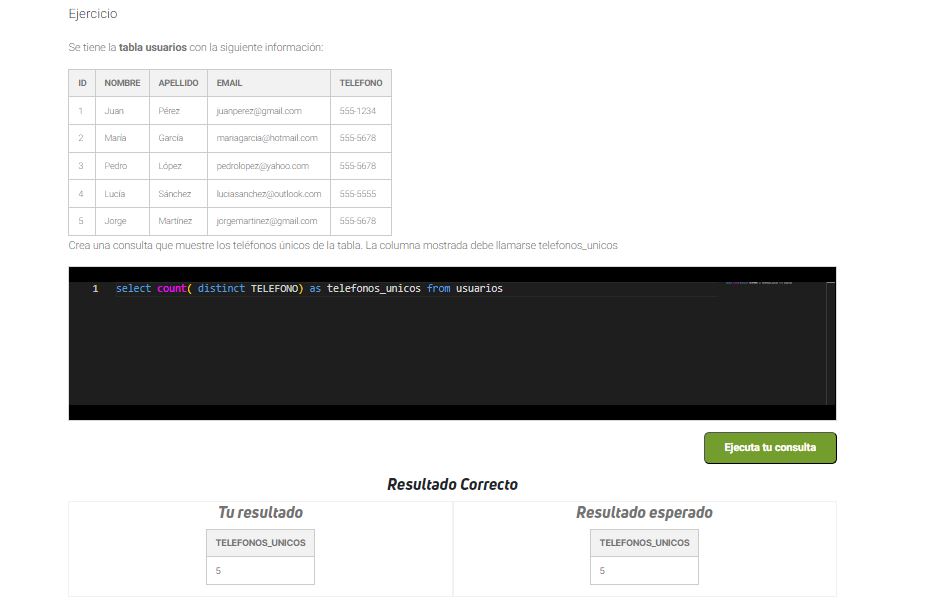 Ejercicio
Se tiene la tabla usuarios con la siguiente información:
ID NOMBRE APELLIDO EMAIL TELEFONO
1 Juan Pérez juanperez@gmail.com 555-1234
2 María García mariagarcia@hotmail.com 555-5678
3 Pedro López pedrolopez@yahoo.com 555-5678
4 Lucía Sánchez luciasanchez@outlook.com 555-5555
5 Jorge Martínez jorgemartinez@gmail.com 555-5678
Crea una consulta que muestre los teléfonos únicos de la tabla. La columna mostrada debe llamarse telefonos_unicos
1 select count( distinct TELEFONO) as telefonos_unicos from usuarios
Ejecuta tu consulta
Resultado Correcto
Tu resultado Resultado esperado
TELEFONOS_UNICOS TELEFONOS_UNICOS
5 5